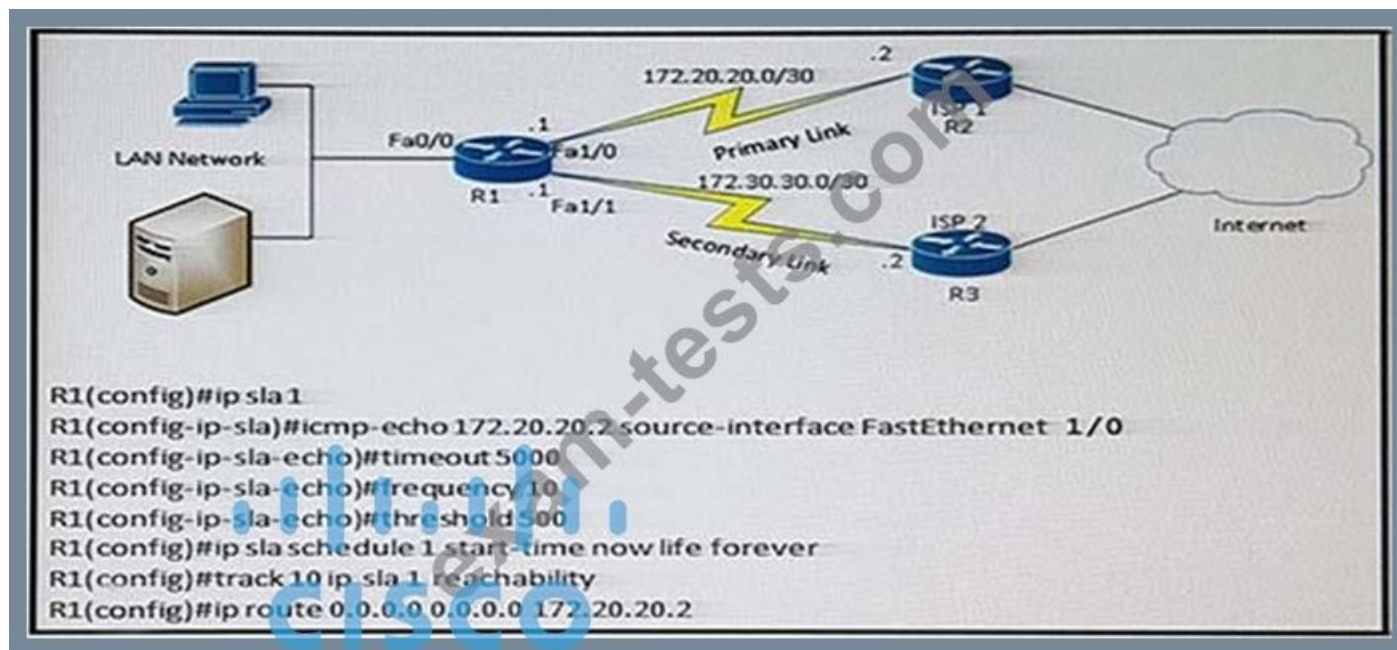 .2
172.20.20.0/30
ISP 1
R2
Primary Link
LAN Network
Fa0/0
.1
Fa1/0
R1
.1
Fa1/1
172.30.30.0/30
Secondary Link
ISP 2
.2
R3
Internet
exam-tests.com
R1(config)#ip sla 1
R1(config-ip-sla)#icmp-echo 172.20.20.2 source-interface FastEthernet 1/0
R1(config-ip-sla-echo)#timeout 5000
R1(config-ip-sla-echo)#frequency 10
R1(config-ip-sla-echo)#threshold 500
R1(config)#ip sla schedule 1 start-time now life forever
R1(config)#track 10 ip sla 1 reachability
R1(config)#ip route 0.0.0.0 0.0.0.0 172.20.20.2
CISCO